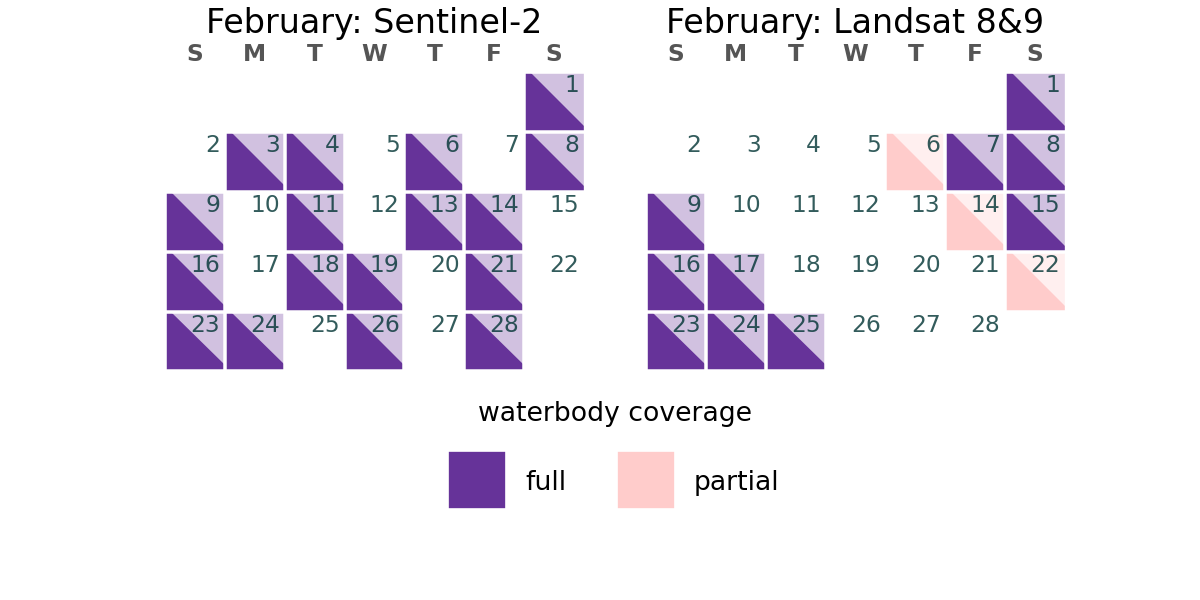 February: Sentinel-2
S M T W T F S
1
2 3 4 5 6 7 8
9 10 11 12 13 14 15
16 17 18 19 20 21 22
23 24 25 26 27 28
February: Landsat 8&9
S M T W T F S
1
2 3 4 5 6 7 8
9 10 11 12 13 14 15
16 17 18 19 20 21 22
23 24 25 26 27 28
waterbody coverage
full partial